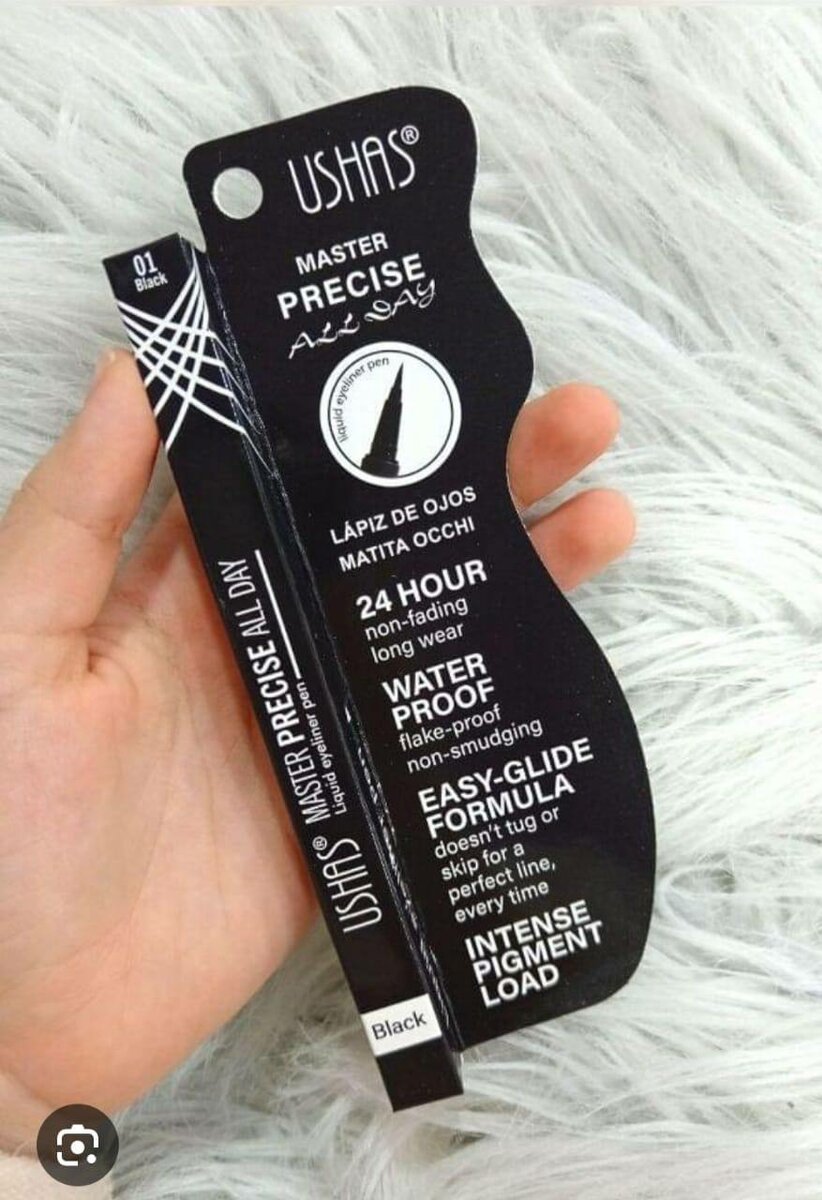 USHAS®
MASTER
PRECISE
ALL DAY
liquid eyeliner pen
LÁPIZ DE OJOS
MATITA OCCHI
24 HOUR
non-fading
long wear
WATER
PROOF
flake-proof
non-smudging
EASY-GLIDE
FORMULA
doesn't tug or
skip for a
perfect line,
every time
INTENSE
PIGMENT
LOAD
01
Black
USHAS® MASTER PRECISE ALL DAY
Liquid eyeliner pen
Black